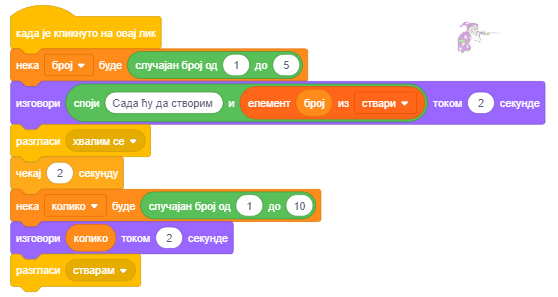 када је кликнуто на овај лик
нека број буде случајан број од 1 до 5
изговори споји Сада ћу да створим и елемент број из ствари током 2 секунде
разгласи хвалим се
чекај 2 секунду
нека колико буде случајан број од 1 до 10
изговори колико током 2 секунде
разгласи стварам